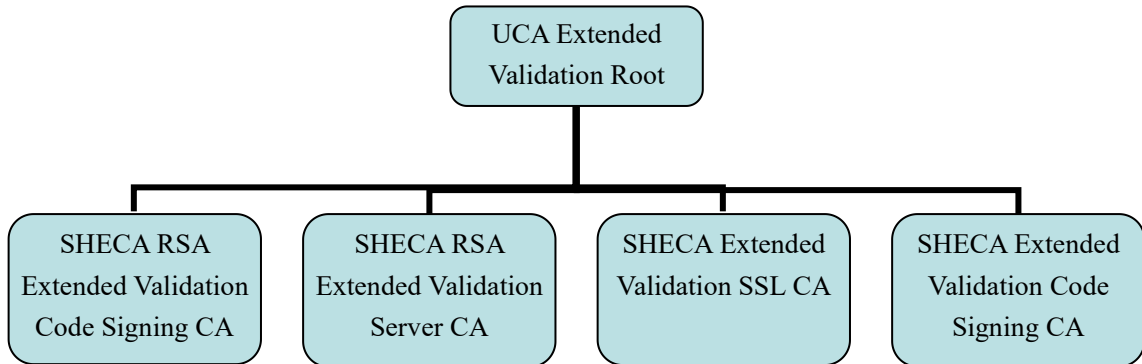 UCA Extended
Validation Root
SHECA RSA
Extended Validation
Code Signing CA
SHECA RSA
Extended Validation
Server CA
SHECA Extended
Validation SSL CA
SHECA Extended
Validation Code
Signing CA